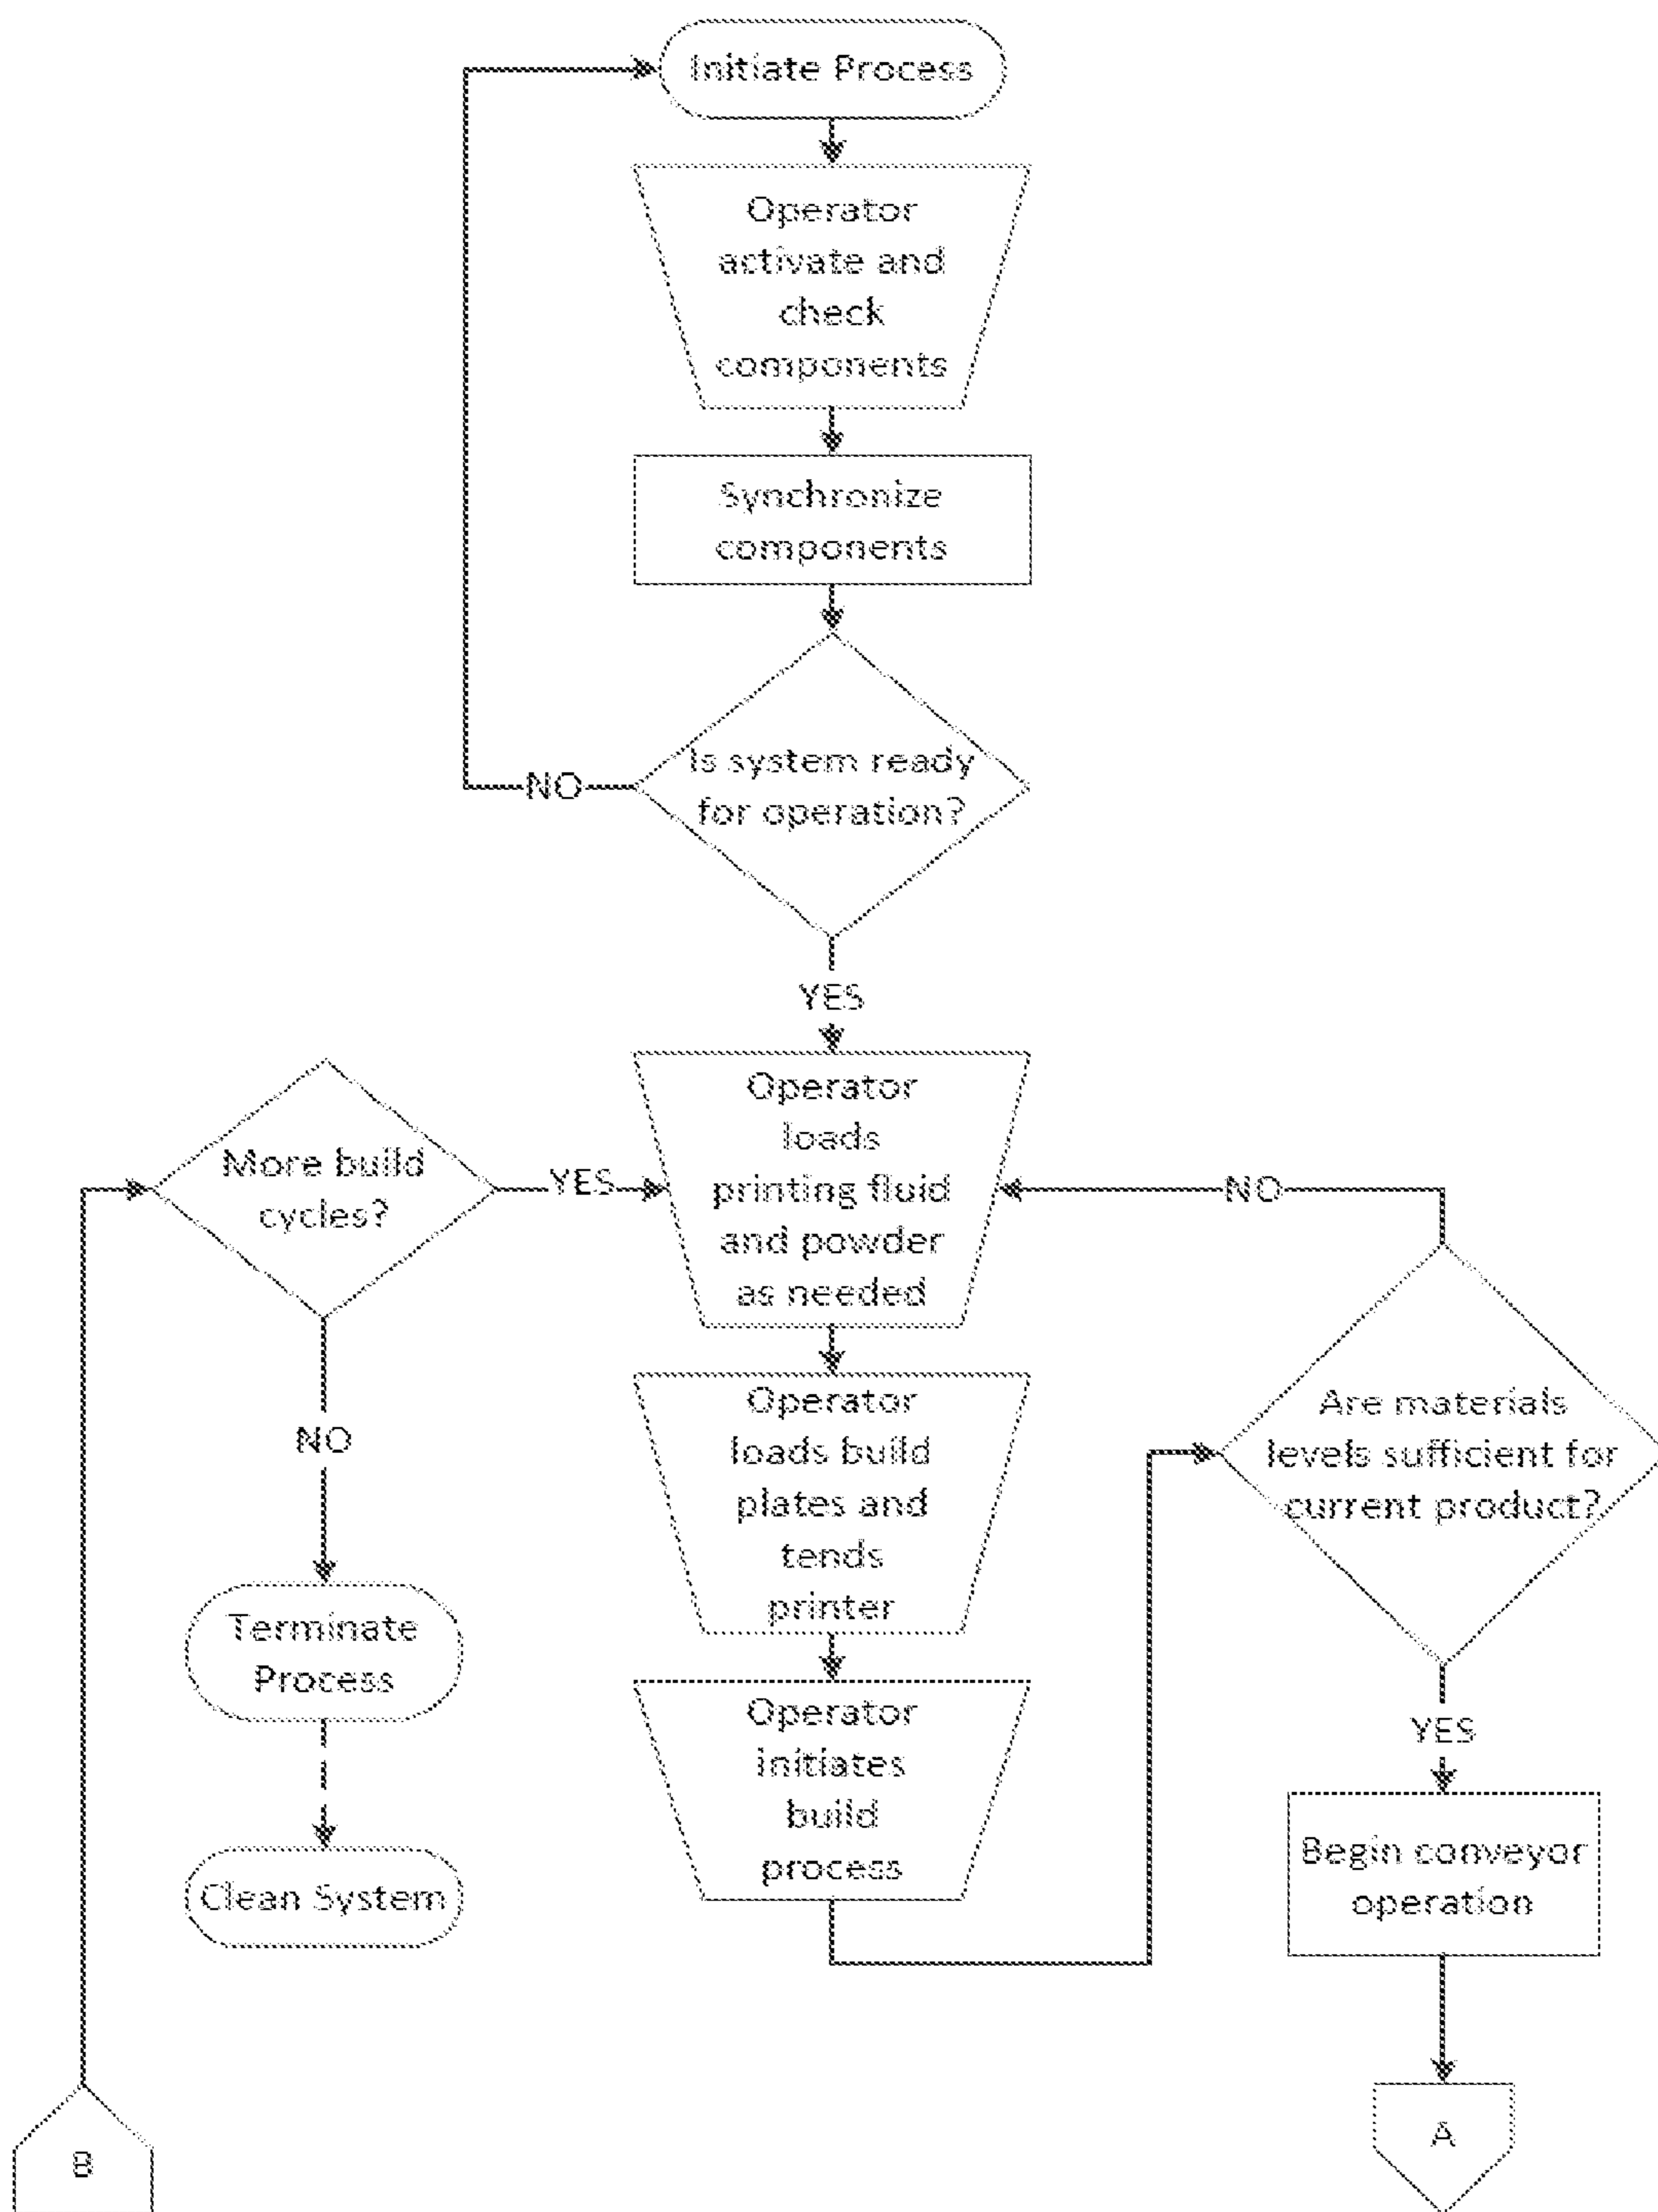 Initiate Process
Operator
activate and
check
components
Synchronize
components
Is system ready
for operation?
NO
YES
More build
cycles?
YES
Operator
loads
printing fluid
and powder
as needed
NO
NO
Operator
loads build
plates and
tends
printer
Are materials
levels sufficient for
current product?
Terminate
Process
Operator
initiates
build
process
YES
Clean System
Begin conveyor
operation
B
A